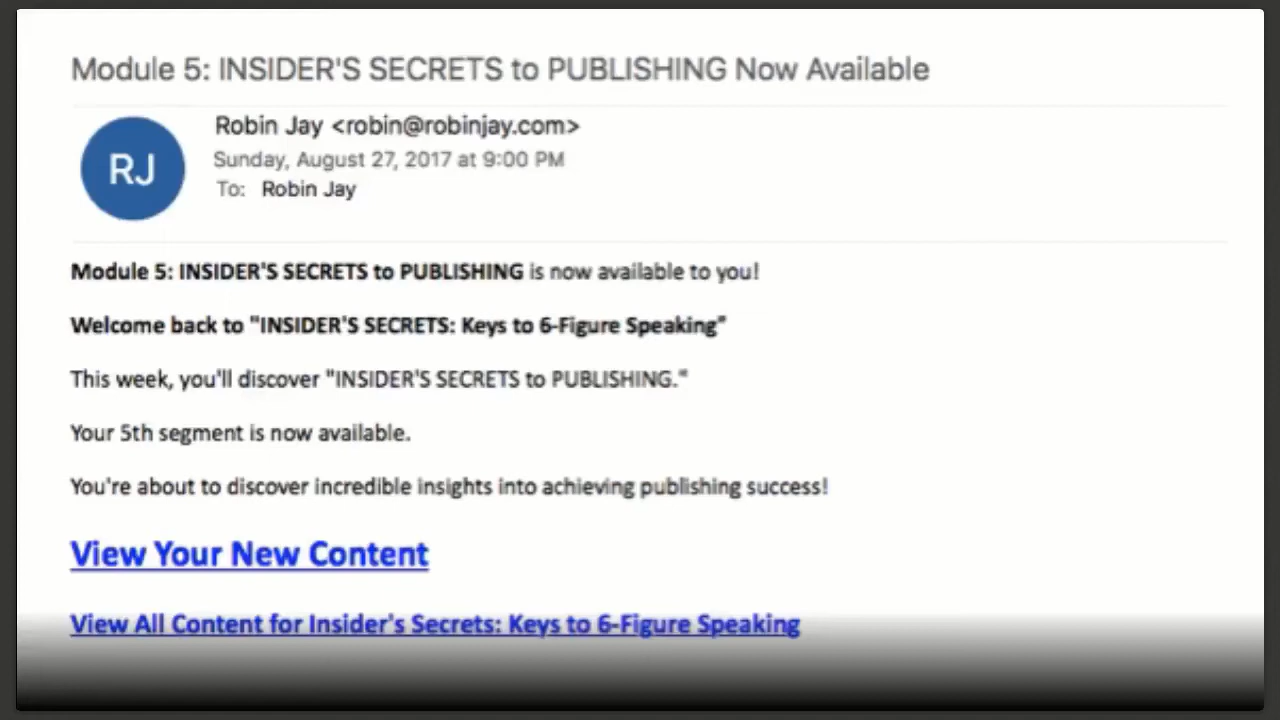 Module 5: INSIDER'S SECRETS to PUBLISHING Now Available
RJ
Robin Jay <robin@robinjay.com>
Sunday, August 27, 2017 at 9:00 PM
To: Robin Jay
Module 5: INSIDER'S SECRETS to PUBLISHING is now available to you!
Welcome back to "INSIDER'S SECRETS: Keys to 6-Figure Speaking"
This week, you'll discover "INSIDER'S SECRETS to PUBLISHING."
Your 5th segment is now available.
You're about to discover incredible insights into achieving publishing success!
View Your New Content
View All Content for Insider's Secrets: Keys to 6-Figure Speaking